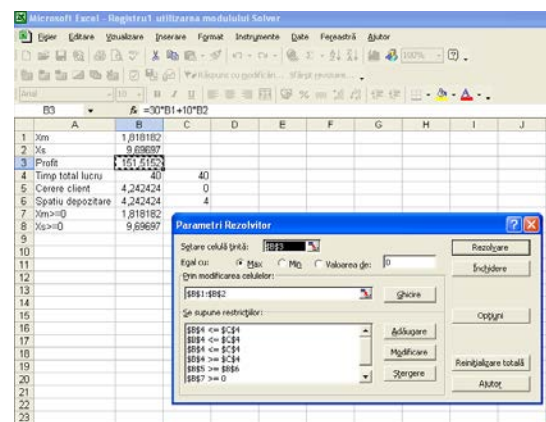 Microsoft Excel - Registru1 utilizarea modulului Solver
Fişier Editare Vizualizare Inserare Format Instrumente Date Fereastră Ajutor
100%
Arial 10 B I U
B3 fx =30*B1+10*B2
A B C D E F G H I J
1 Xm 1,818182
2 Xs 9,69697
3 Profit 151,5152
4 Timp total lucru 40 40
5 Cerere client 4,242424 0
6 Spatiu depozitare 4,242424 4
7 Xm>=0 1,818182
8 Xs>=0 9,69697
9
10
11
12
13
14
15
16
17
18
19
20
21
22
23
Parametri Rezolvitor
Setare celulă ţintă: $B$3 Rezolvare
Egal cu: Max Min Valoarea de: 0 Închidere
Prin modificarea celulelor:
$B$1:$B$2 Ghicire
Se supune restricţiilor: Opţiuni
$B$4 <= $C$4 Adăugare
$B$4 <= $C$4
$B$4 <= $C$4 Modificare
$B$4 >= $C$4 Reiniţializare totală
$B$5 >= $B$6 Ştergere
$B$7 >= 0 Ajutor